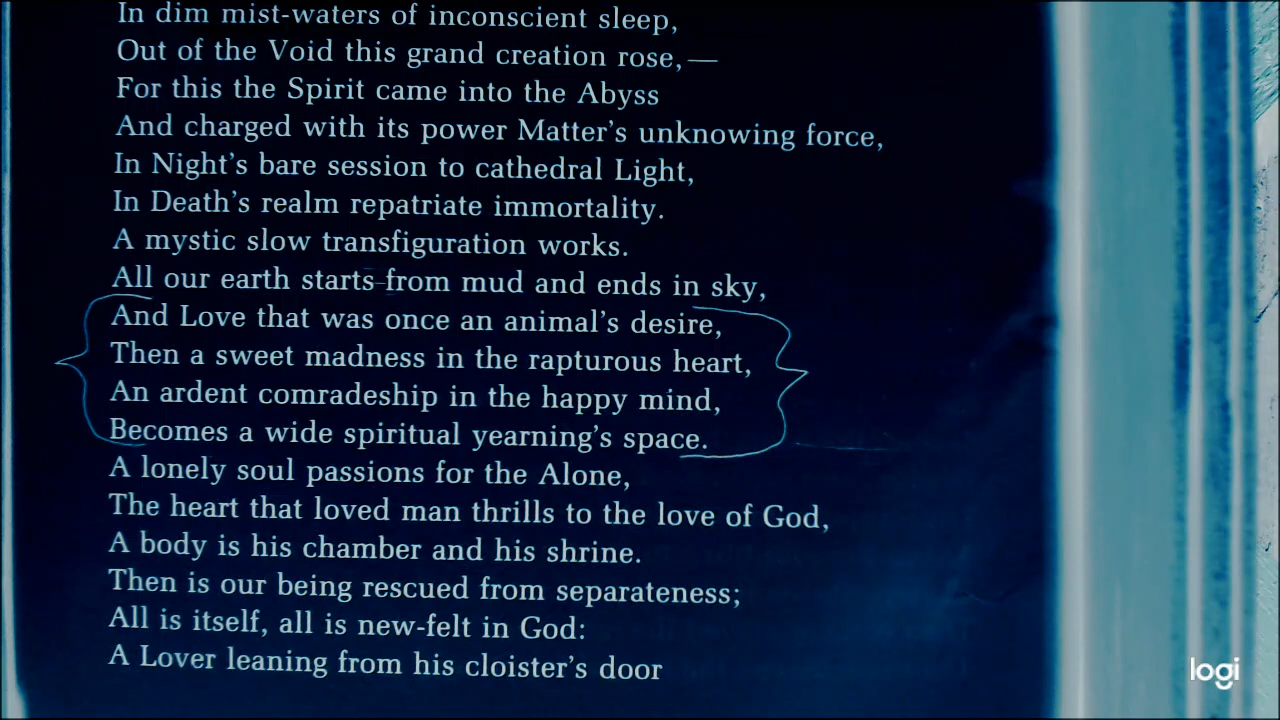 In dim mist-waters of inconscient sleep,
Out of the Void this grand creation rose,—
For this the Spirit came into the Abyss
And charged with its power Matter's unknowing force,
In Night's bare session to cathedral Light,
In Death's realm repatriate immortality.
A mystic slow transfiguration works.
All our earth starts from mud and ends in sky,
And Love that was once an animal's desire,
Then a sweet madness in the rapturous heart,
An ardent comradeship in the happy mind,
Becomes a wide spiritual yearning's space.
A lonely soul passions for the Alone,
The heart that loved man thrills to the love of God,
A body is his chamber and his shrine.
Then is our being rescued from separateness;
All is itself, all is new-felt in God:
A Lover leaning from his cloister's door
logi